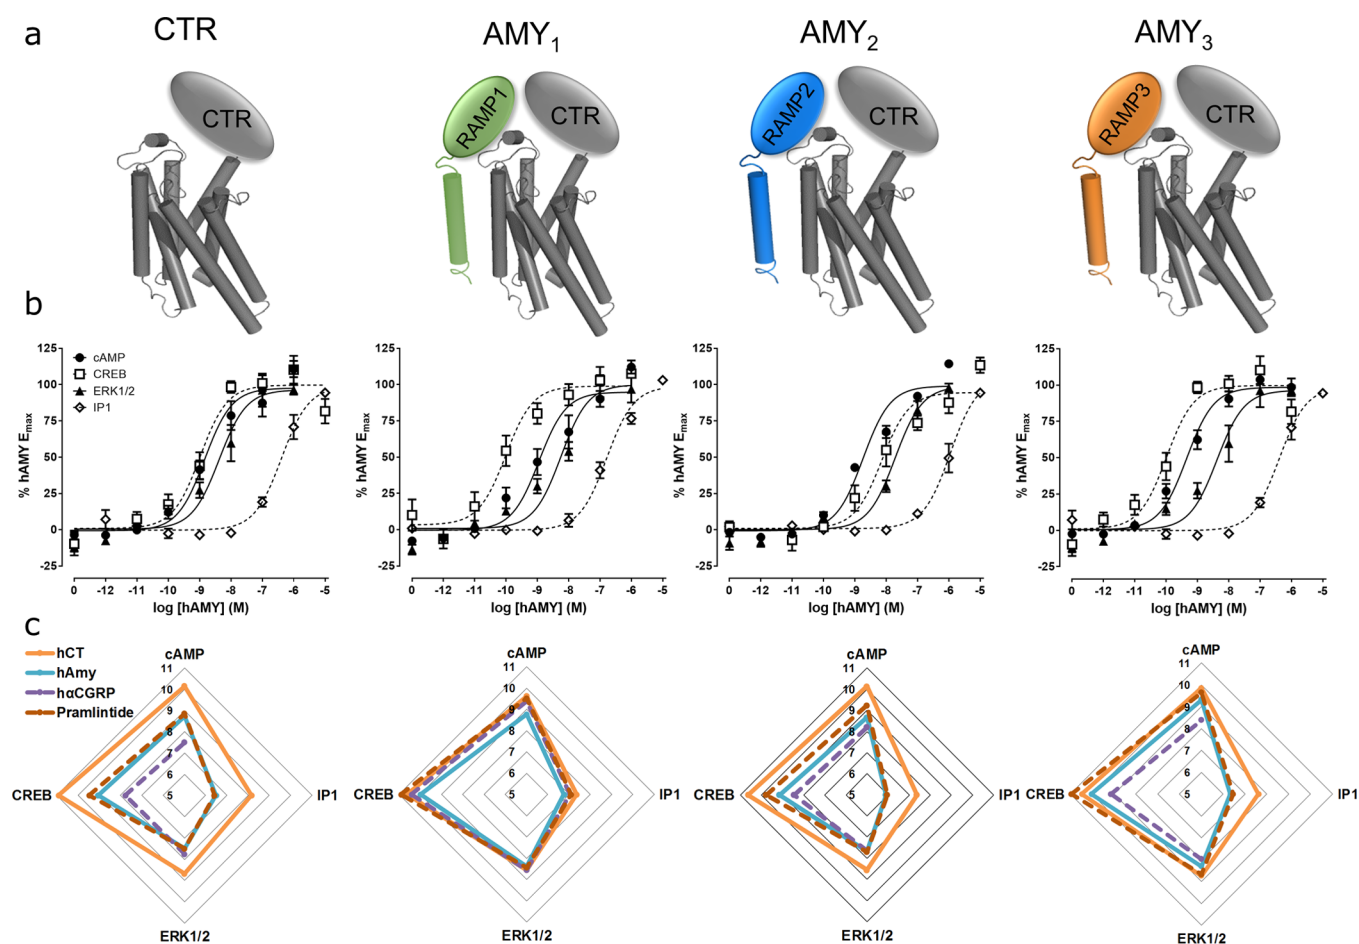 a
CTR
AMY1
AMY2
AMY3
CTR
RAMP1
CTR
RAMP2
CTR
RAMP3
CTR
b
125
100
75
50
25
0
-25
% hAMY Emax
cAMP
CREB
ERK1/2
IP1
0 -12 -11 -10 -9 -8 -7 -6 -5
log [hAMY] (M)
125
100
75
50
25
0
-25
% hAMY Emax
0 -12 -11 -10 -9 -8 -7 -6 -5
log [hAMY] (M)
125
100
75
50
25
0
-25
% hAMY Emax
0 -12 -11 -10 -9 -8 -7 -6 -5
log [hAMY] (M)
125
100
75
50
25
0
-25
% hAMY Emax
0 -12 -11 -10 -9 -8 -7 -6 -5
log [hAMY] (M)
c
hCT
hAmy
hαCGRP
Pramlintide
cAMP
11
10
9
8
7
6
5
CREB
IP1
ERK1/2
cAMP
11
10
9
8
7
6
5
CREB
IP1
ERK1/2
cAMP
11
10
9
8
7
6
5
CREB
IP1
ERK1/2
cAMP
11
10
9
8
7
6
5
CREB
IP1
ERK1/2